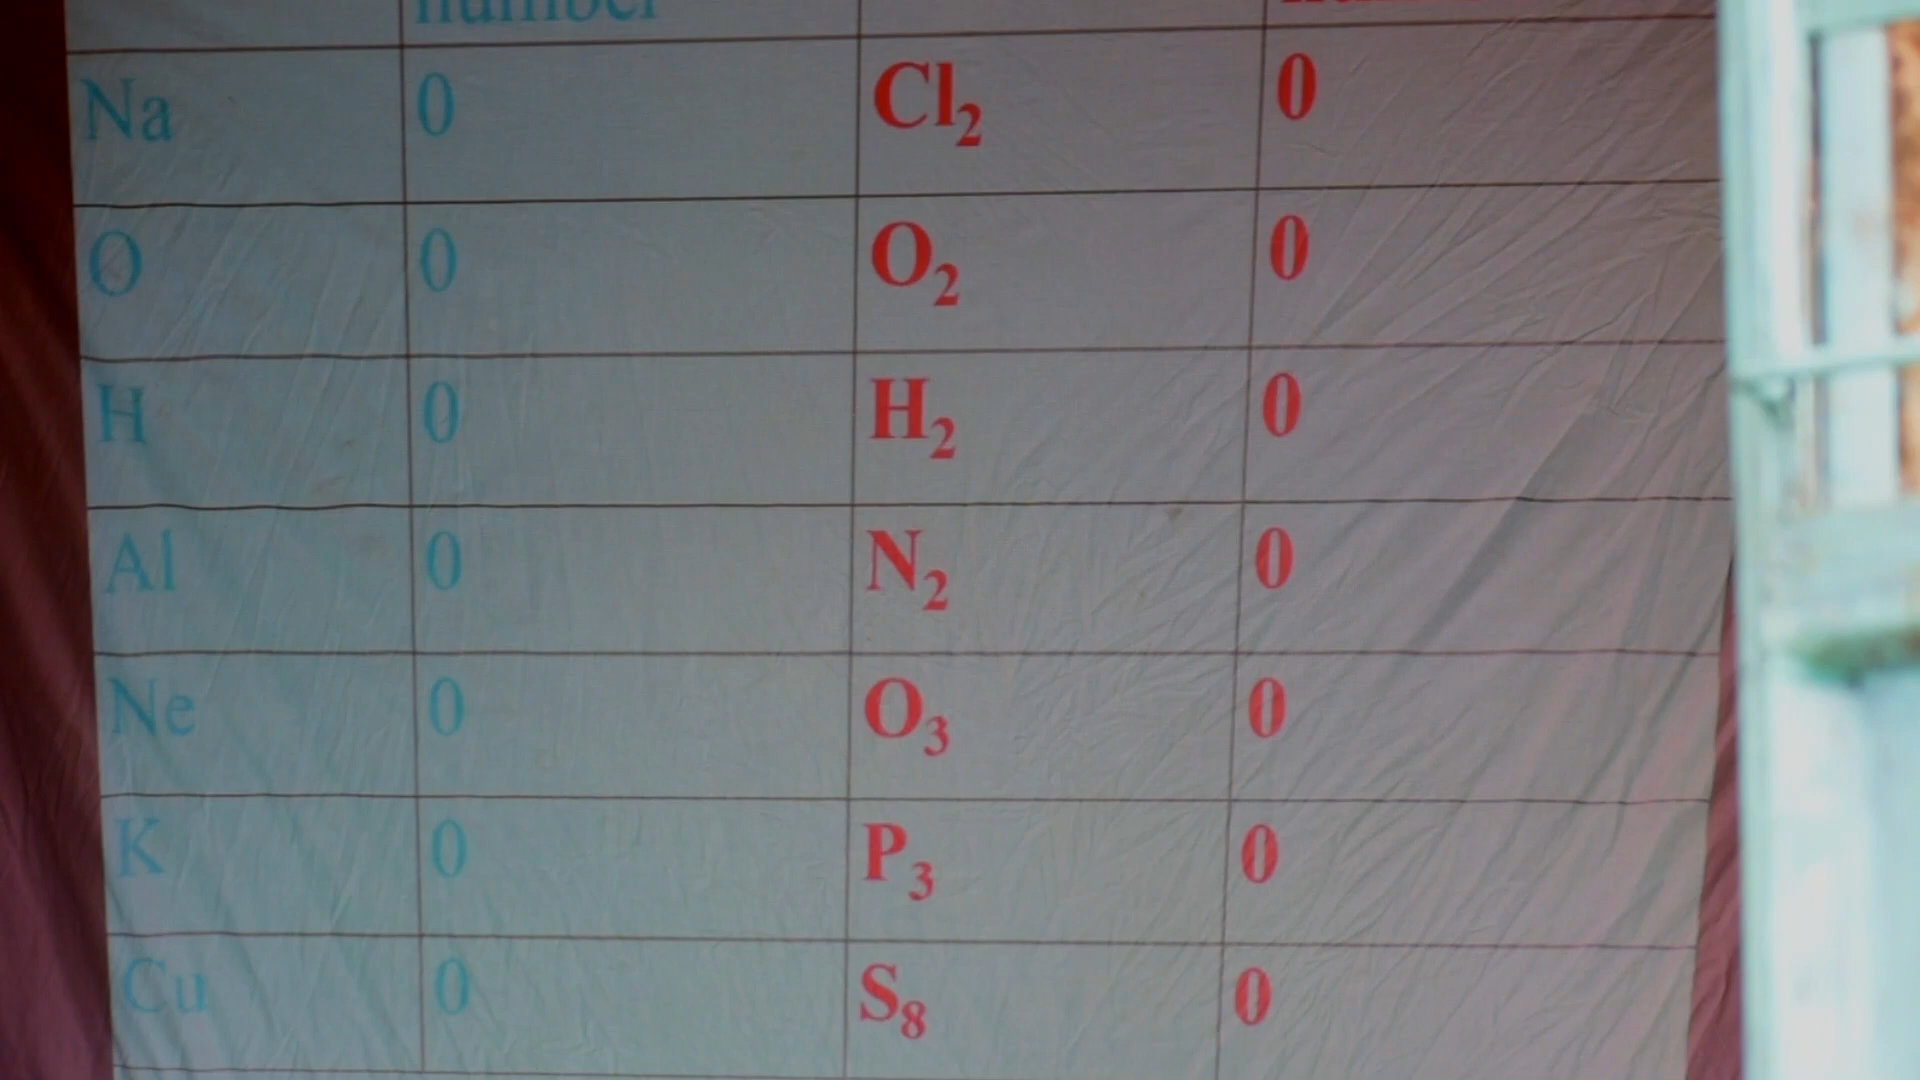 number
Na 0 Cl₂ 0
O 0 O₂ 0
H 0 H₂ 0
Al 0 N₂ 0
Ne 0 O₃ 0
K 0 P₃ 0
Cu 0 S₈ 0